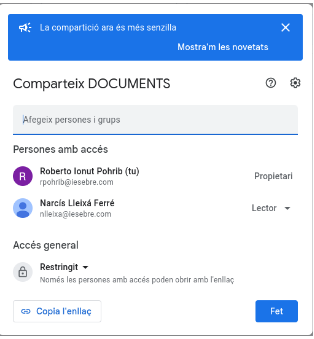 La compartició ara és més senzilla
Mostra'm les novetats
Comparteix DOCUMENTS
Afegeix persones i grups
Persones amb accés
R
Roberto Ionut Pohrib (tu)
rpohrib@iesebre.com
Propietari
Narcís Lleixá Ferré
nlleixa@iesebre.com
Lector
Accés general
Restringit
Només les persones amb accés poden obrir amb l'enllaç
Copia l'enllaç
Fet